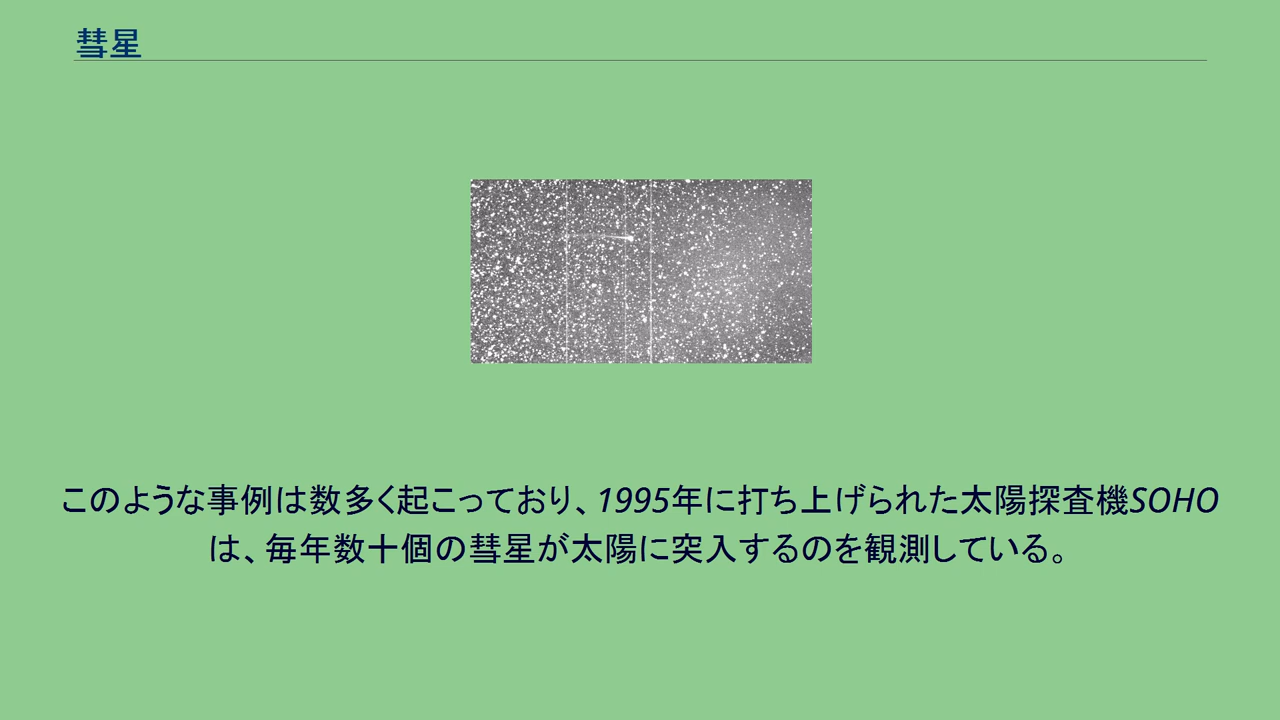 彗星
このような事例は数多く起こっており、1995年に打ち上げられた太陽探査機SOHO
は、毎年数十個の彗星が太陽に突入するのを観測している。